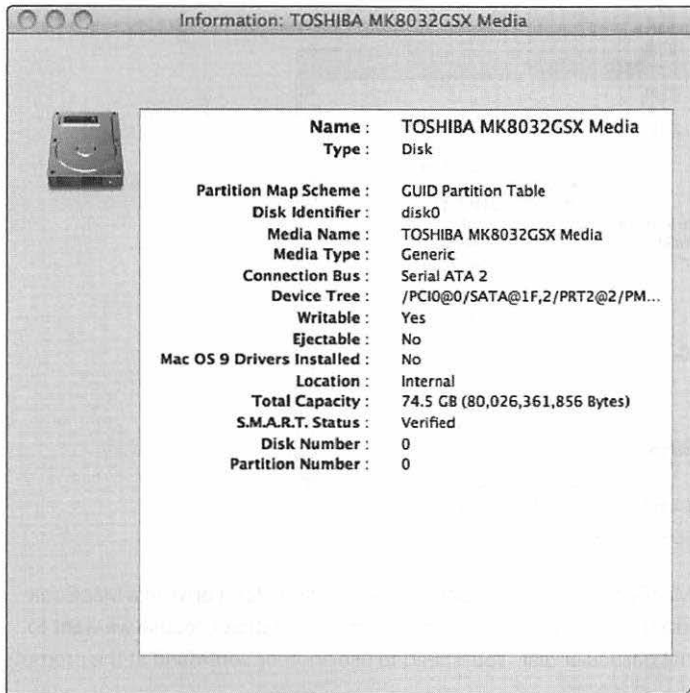 Information: TOSHIBA MK8032GSX Media
Name : TOSHIBA MK8032GSX Media
Type : Disk
Partition Map Scheme : GUID Partition Table
Disk Identifier : disk0
Media Name : TOSHIBA MK8032GSX Media
Media Type : Generic
Connection Bus : Serial ATA 2
Device Tree : /PCI0@0/SATA@1F,2/PRT2@2/PM...
Writable : Yes
Ejectable : No
Mac OS 9 Drivers Installed : No
Location : Internal
Total Capacity : 74.5 GB (80,026,361,856 Bytes)
S.M.A.R.T. Status : Verified
Disk Number : 0
Partition Number : 0